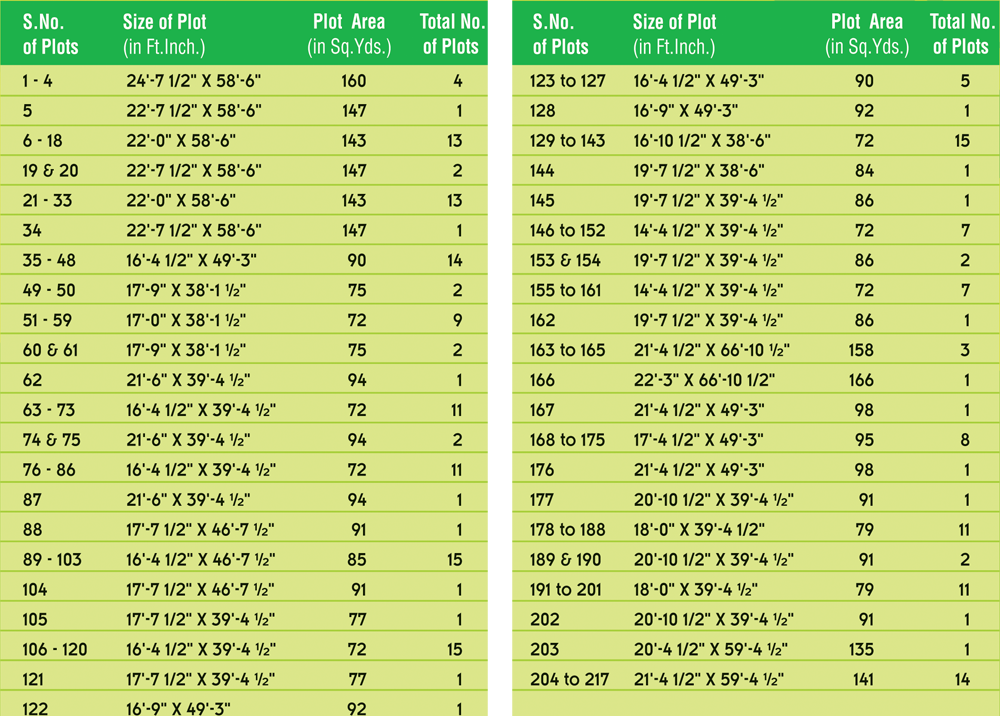 S.No. of Plots Size of Plot (in Ft.Inch.) Plot Area (in Sq.Yds.) Total No. of Plots
1 - 4 24'-7 1/2" X 58'-6" 160 4
5 22'-7 1/2" X 58'-6" 147 1
6 - 18 22'-0" X 58'-6" 143 13
19 & 20 22'-7 1/2" X 58'-6" 147 2
21 - 33 22'-0" X 58'-6" 143 13
34 22'-7 1/2" X 58'-6" 147 1
35 - 48 16'-4 1/2" X 49'-3" 90 14
49 - 50 17'-9" X 38'-1 ½" 75 2
51 - 59 17'-0" X 38'-1 ½" 72 9
60 & 61 17'-9" X 38'-1 ½" 75 2
62 21'-6" X 39'-4 ½" 94 1
63 - 73 16'-4 1/2" X 39'-4 ½" 72 11
74 & 75 21'-6" X 39'-4 ½" 94 2
76 - 86 16'-4 1/2" X 39'-4 ½" 72 11
87 21'-6" X 39'-4 ½" 94 1
88 17'-7 1/2" X 46'-7 ½" 91 1
89 - 103 16'-4 1/2" X 46'-7 ½" 85 15
104 17'-7 1/2" X 46'-7 ½" 91 1
105 17'-7 1/2" X 39'-4 ½" 77 1
106 - 120 16'-4 1/2" X 39'-4 ½" 72 15
121 17'-7 1/2" X 39'-4 ½" 77 1
122 16'-9" X 49'-3" 92 1
S.No. of Plots Size of Plot (in Ft.Inch.) Plot Area (in Sq.Yds.) Total No. of Plots
123 to 127 16'-4 1/2" X 49'-3" 90 5
128 16'-9" X 49'-3" 92 1
129 to 143 16'-10 1/2" X 38'-6" 72 15
144 19'-7 1/2" X 38'-6" 84 1
145 19'-7 1/2" X 39'-4 ½" 86 1
146 to 152 14'-4 1/2" X 39'-4 ½" 72 7
153 & 154 19'-7 1/2" X 39'-4 ½" 86 2
155 to 161 14'-4 1/2" X 39'-4 ½" 72 7
162 19'-7 1/2" X 39'-4 ½" 86 1
163 to 165 21'-4 1/2" X 66'-10 ½" 158 3
166 22'-3" X 66'-10 1/2" 166 1
167 21'-4 1/2" X 49'-3" 98 1
168 to 175 17'-4 1/2" X 49'-3" 95 8
176 21'-4 1/2" X 49'-3" 98 1
177 20'-10 1/2" X 39'-4 ½" 91 1
178 to 188 18'-0" X 39'-4 1/2" 79 11
189 & 190 20'-10 1/2" X 39'-4 ½" 91 2
191 to 201 18'-0" X 39'-4 ½" 79 11
202 20'-10 1/2" X 39'-4 ½" 91 1
203 20'-4 1/2" X 59'-4 ½" 135 1
204 to 217 21'-4 1/2" X 59'-4 ½" 141 14